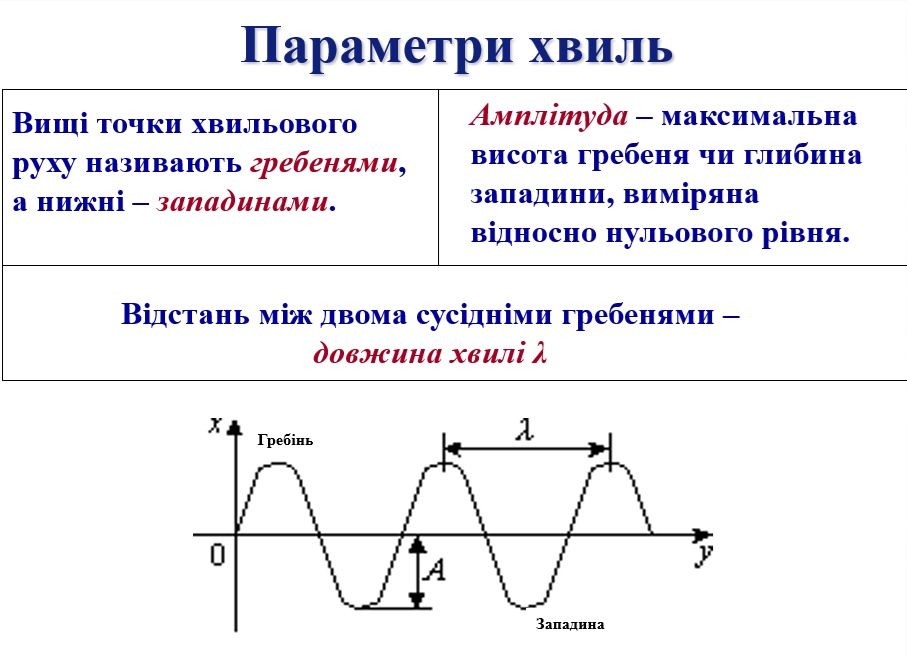 Параметри хвиль
Вищі точки хвильового
руху називають гребенями,
а нижні – западинами.
Амплітуда – максимальна
висота гребеня чи глибина
западини, виміряна
відносно нульового рівня.
Відстань між двома сусідніми гребенями –
довжина хвилі λ
x
Гребінь
λ
0
A
y
Западина